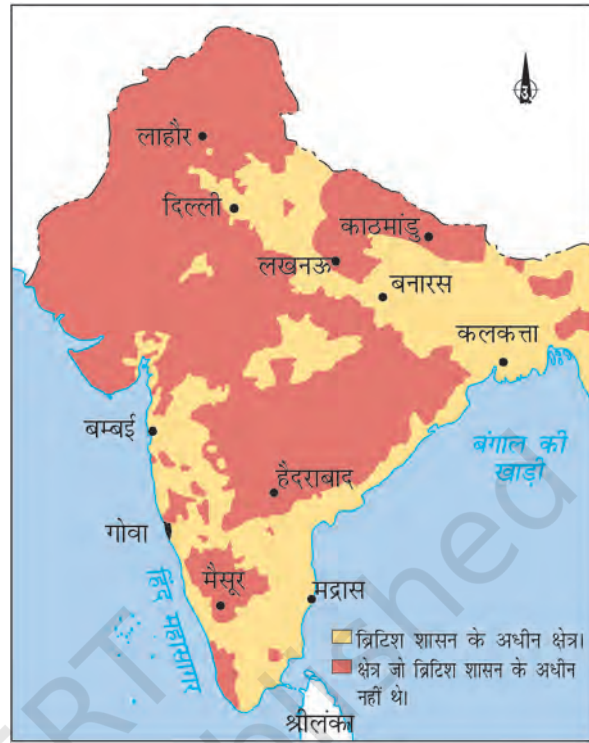 उ
लाहौर
दिल्ली
काठमांडु
लखनऊ
बनारस
कलकत्ता
बम्बई
बंगाल की
खाड़ी
हैदराबाद
गोवा
मैसूर
मद्रास
हिंद महासागर
ब्रिटिश शासन के अधीन क्षेत्र।
क्षेत्र जो ब्रिटिश शासन के अधीन
नहीं थे।
श्रीलंका